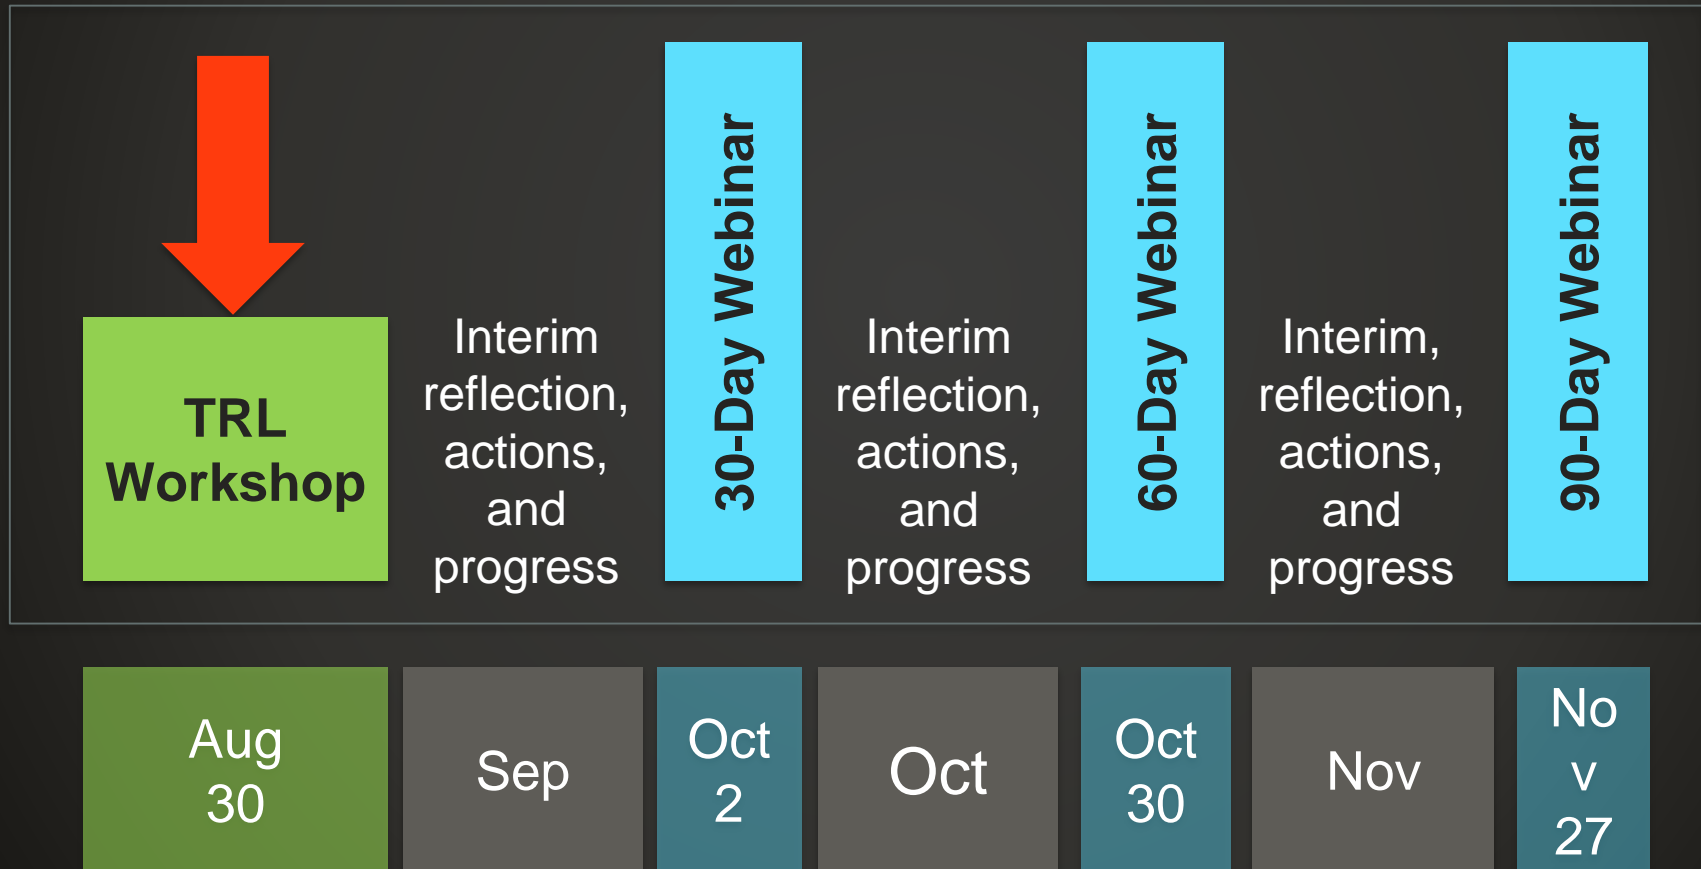 TRL
Workshop
Interim
reflection,
actions,
and
progress
30-Day Webinar
Interim
reflection,
actions,
and
progress
60-Day Webinar
Interim,
reflection,
actions,
and
progress
90-Day Webinar
Aug
30
Sep
Oct
2
Oct
Oct
30
Nov
No
v
27